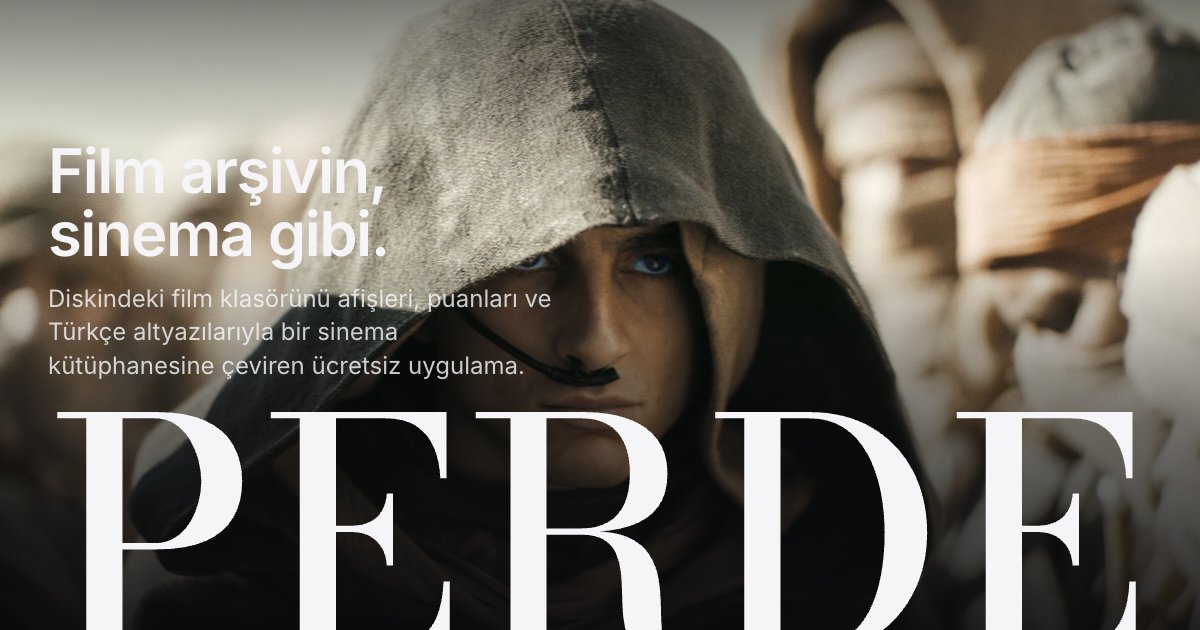 Film arşivin,
sinema gibi.
Diskindeki film klasörünü afişleri, puanları ve
Türkçe altyazılarıyla bir sinema
kütüphanesine çeviren ücretsiz uygulama.
PERDE